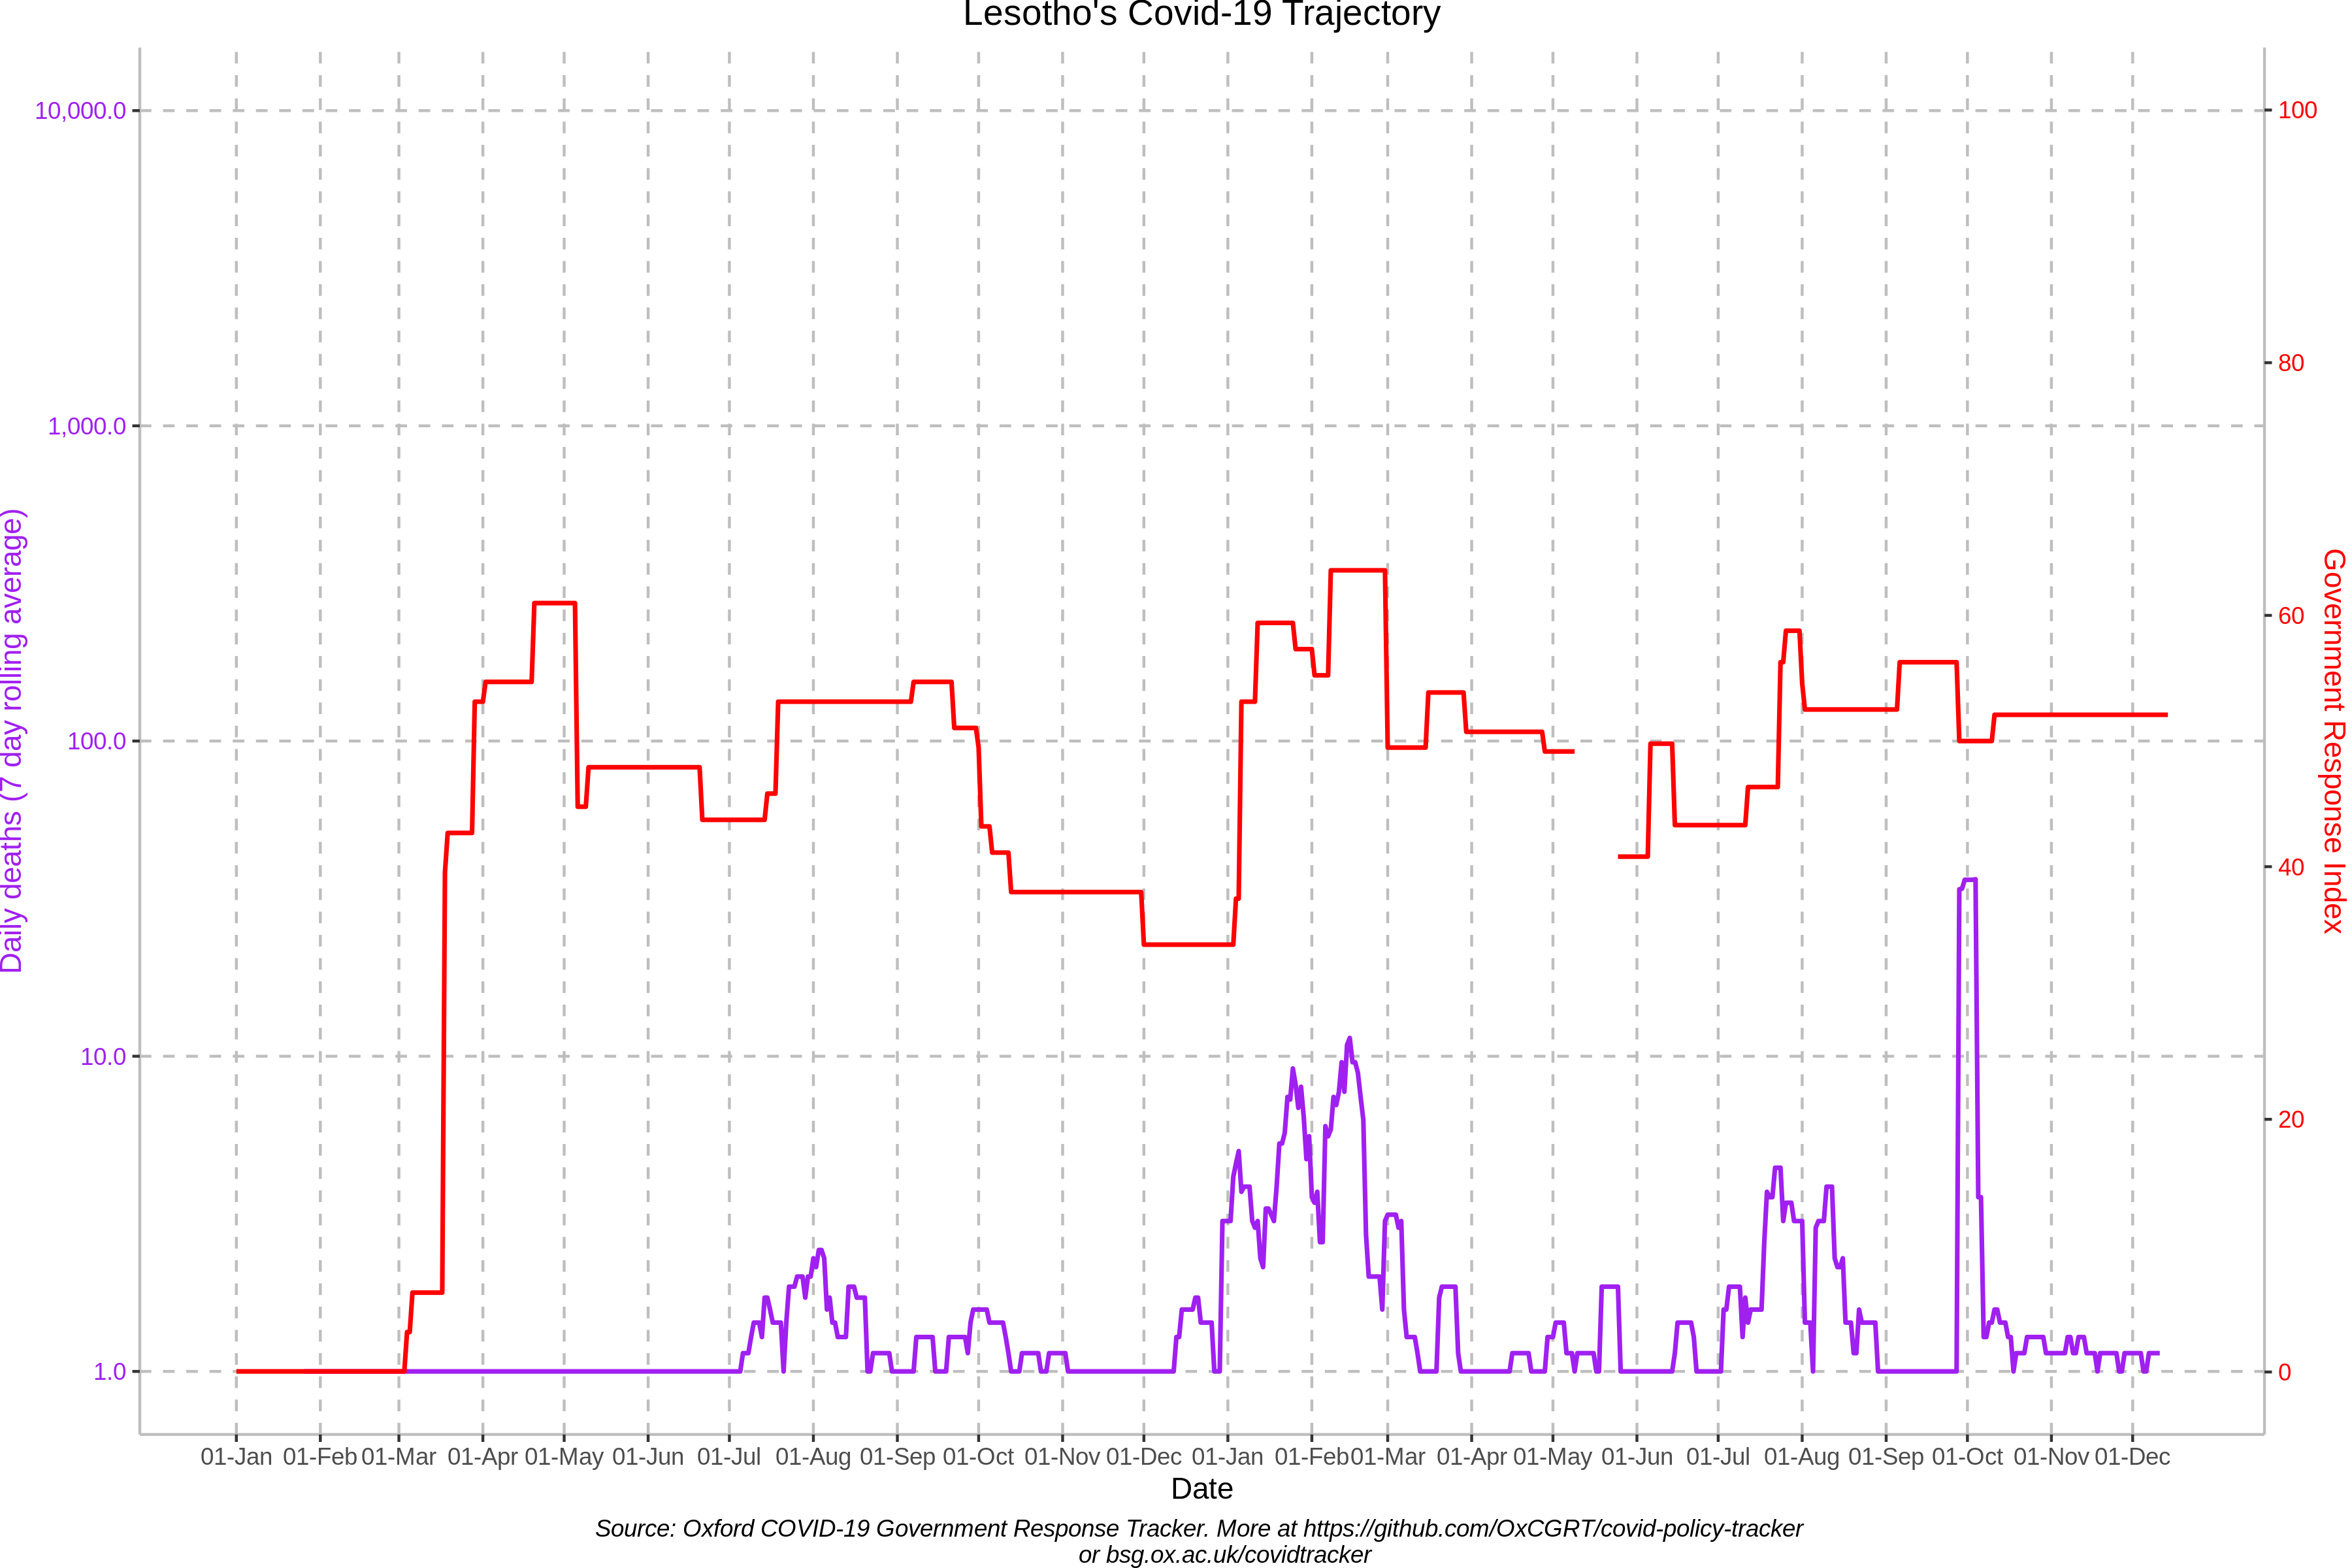 Lesotho's Covid-19 Trajectory
10,000.0
1,000.0
100.0
10.0
1.0
Daily deaths (7 day rolling average)
100
80
60
40
20
0
Government Response Index
01-Jan 01-Feb 01-Mar 01-Apr 01-May 01-Jun 01-Jul 01-Aug 01-Sep 01-Oct 01-Nov 01-Dec 01-Jan 01-Feb 01-Mar 01-Apr 01-May 01-Jun 01-Jul 01-Aug 01-Sep 01-Oct 01-Nov 01-Dec
Date
Source: Oxford COVID-19 Government Response Tracker. More at https://github.com/OxCGRT/covid-policy-tracker
or bsg.ox.ac.uk/covidtracker